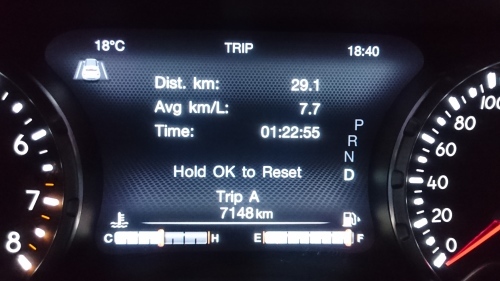 18°C TRIP 18:40
Dist. km: 29.1
Avg km/L: 7.7
Time: 01:22:55
P
R
N
D
Hold OK to Reset
Trip A
7148 km
C H E F
6
7
8
100
80
60
40
20
0